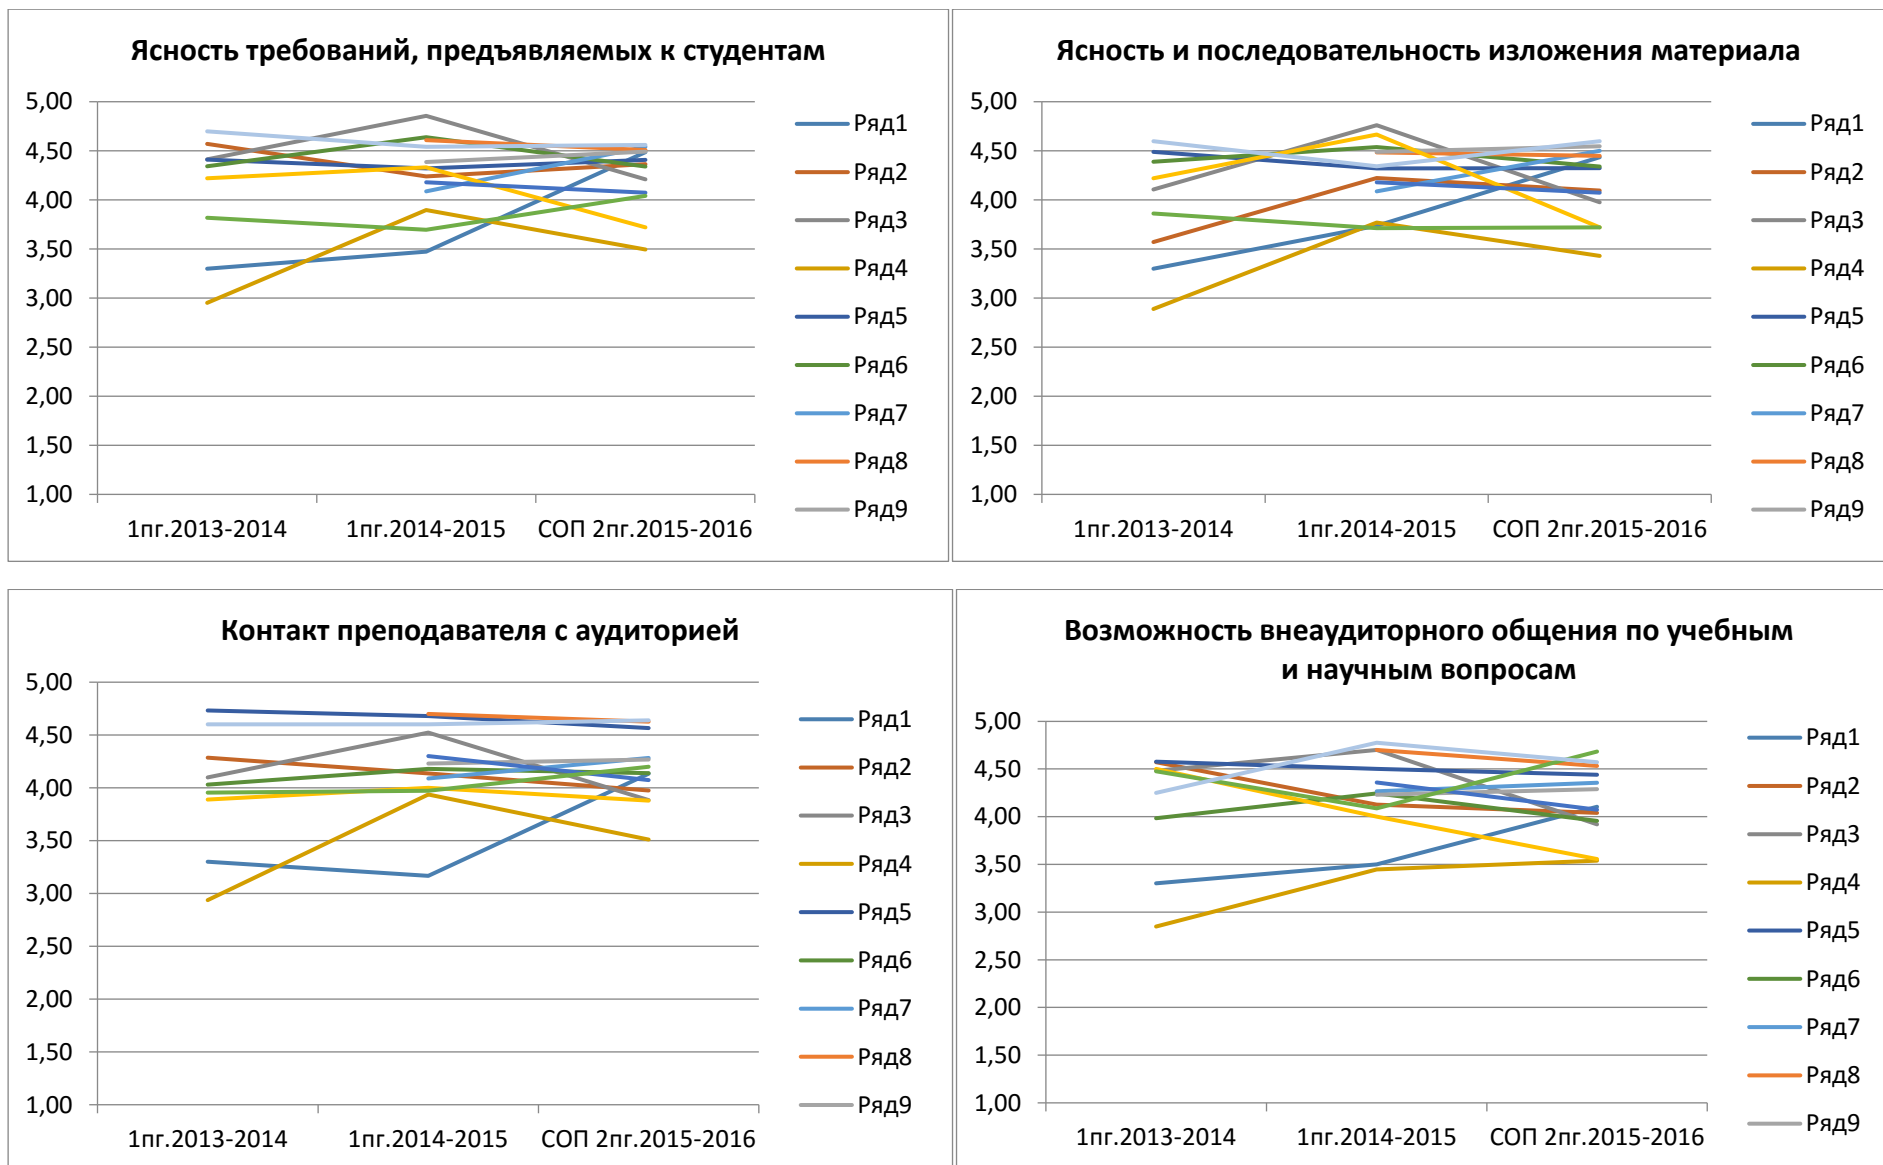 Ясность требований, предъявляемых к студентам
5,00
4,50
4,00
3,50
3,00
2,50
2,00
1,50
1,00
1пг.2013-2014
1пг.2014-2015
СОП 2пг.2015-2016
Ряд1
Ряд2
Ряд3
Ряд4
Ряд5
Ряд6
Ряд7
Ряд8
Ряд9
Ясность и последовательность изложения материала
5,00
4,50
4,00
3,50
3,00
2,50
2,00
1,50
1,00
1пг.2013-2014
1пг.2014-2015
СОП 2пг.2015-2016
Ряд1
Ряд2
Ряд3
Ряд4
Ряд5
Ряд6
Ряд7
Ряд8
Ряд9
Контакт преподавателя с аудиторией
5,00
4,50
4,00
3,50
3,00
2,50
2,00
1,50
1,00
1пг.2013-2014
1пг.2014-2015
СОП 2пг.2015-2016
Ряд1
Ряд2
Ряд3
Ряд4
Ряд5
Ряд6
Ряд7
Ряд8
Ряд9
Возможность внеаудиторного общения по учебным
и научным вопросам
5,00
4,50
4,00
3,50
3,00
2,50
2,00
1,50
1,00
1пг.2013-2014
1пг.2014-2015
СОП 2пг.2015-2016
Ряд1
Ряд2
Ряд3
Ряд4
Ряд5
Ряд6
Ряд7
Ряд8
Ряд9